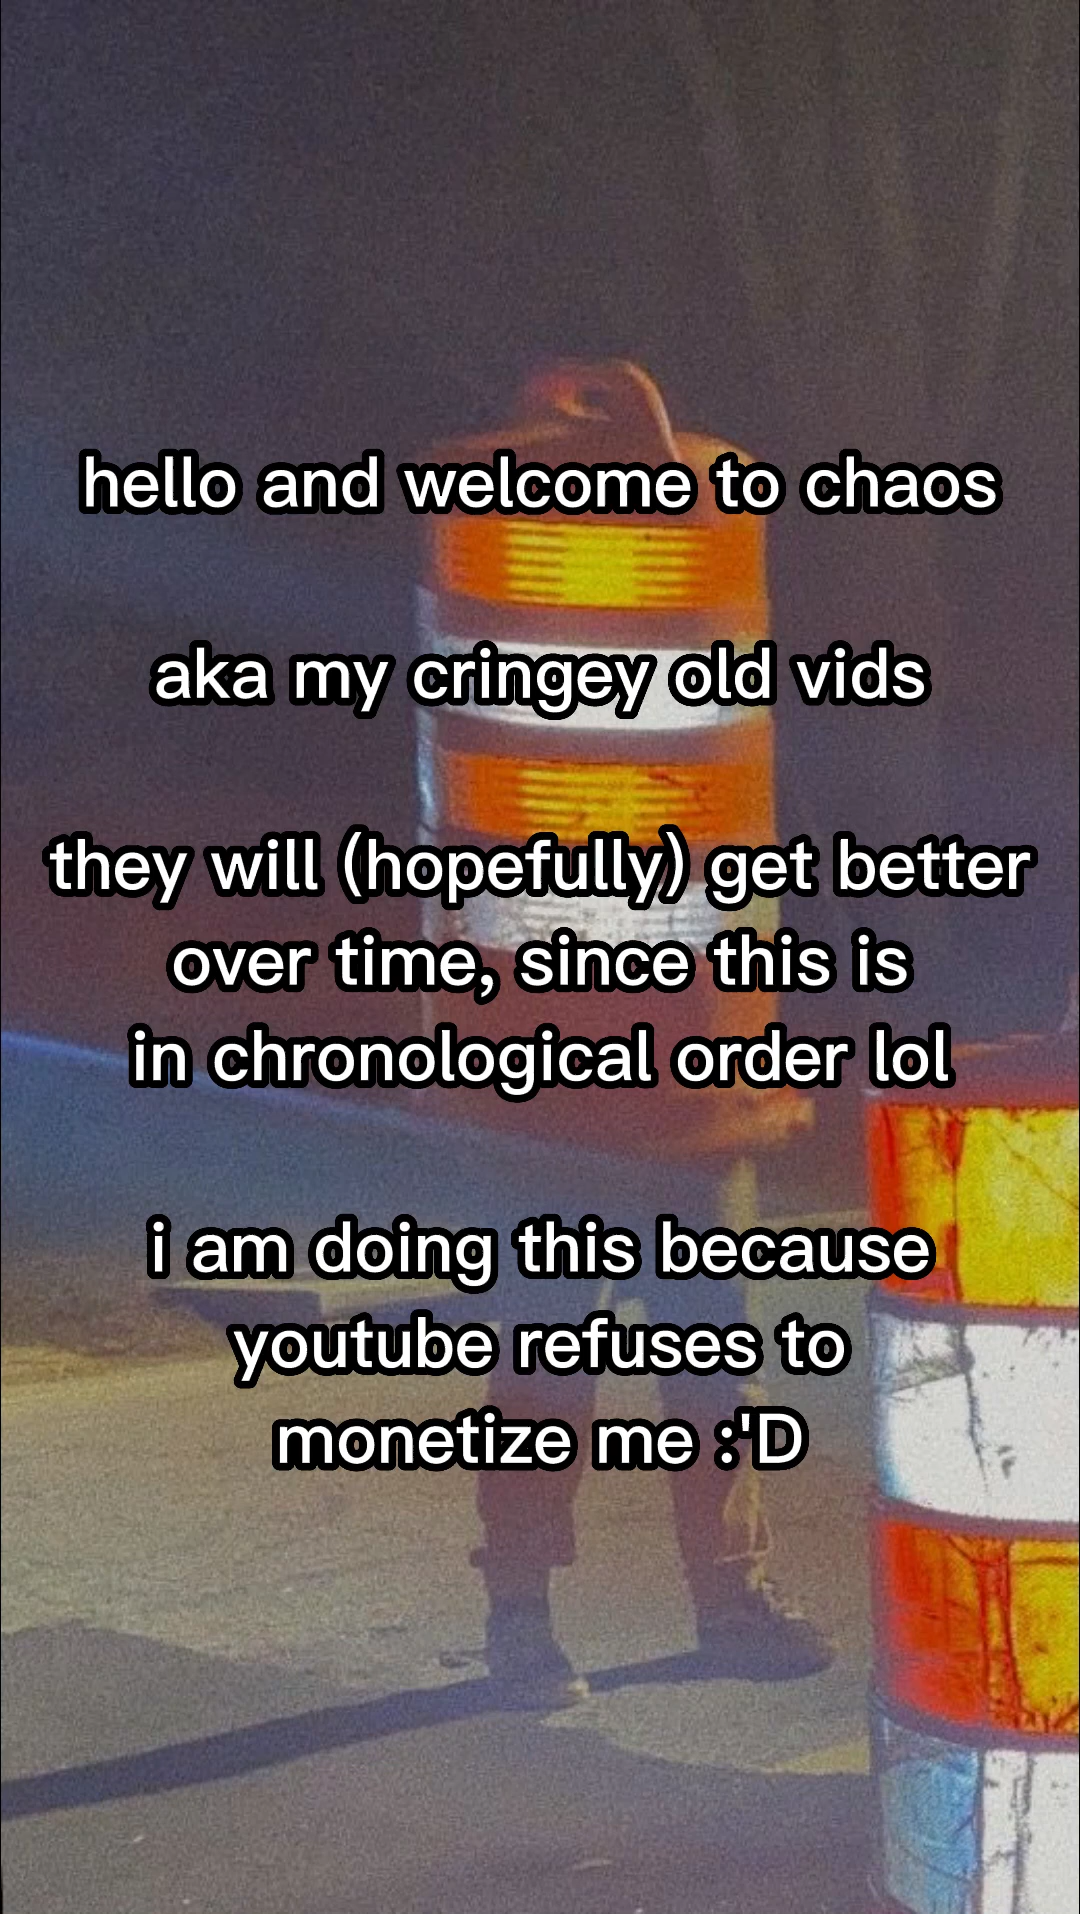 hello and welcome to chaos
aka my cringey old vids
they will (hopefully) get better
over time, since this is
in chronological order lol
i am doing this because
youtube refuses to
monetize me :'D